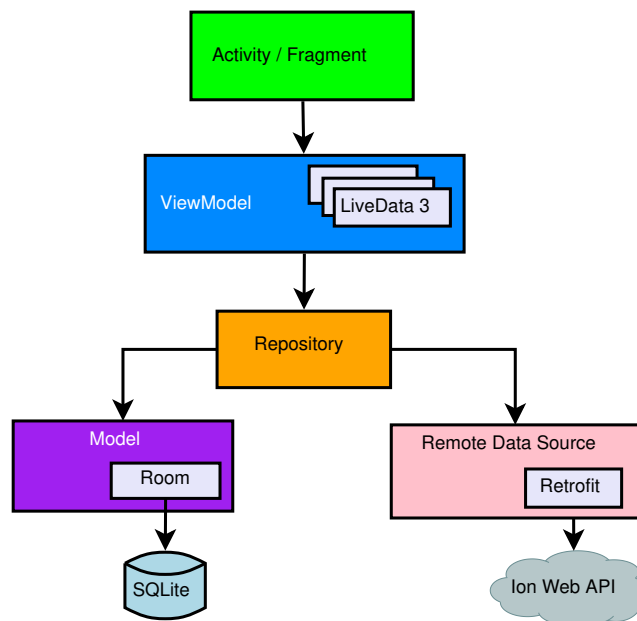 Activity / Fragment
ViewModel
LiveData 3
Repository
Model
Room
Remote Data Source
Retrofit
SQLite
Ion Web API